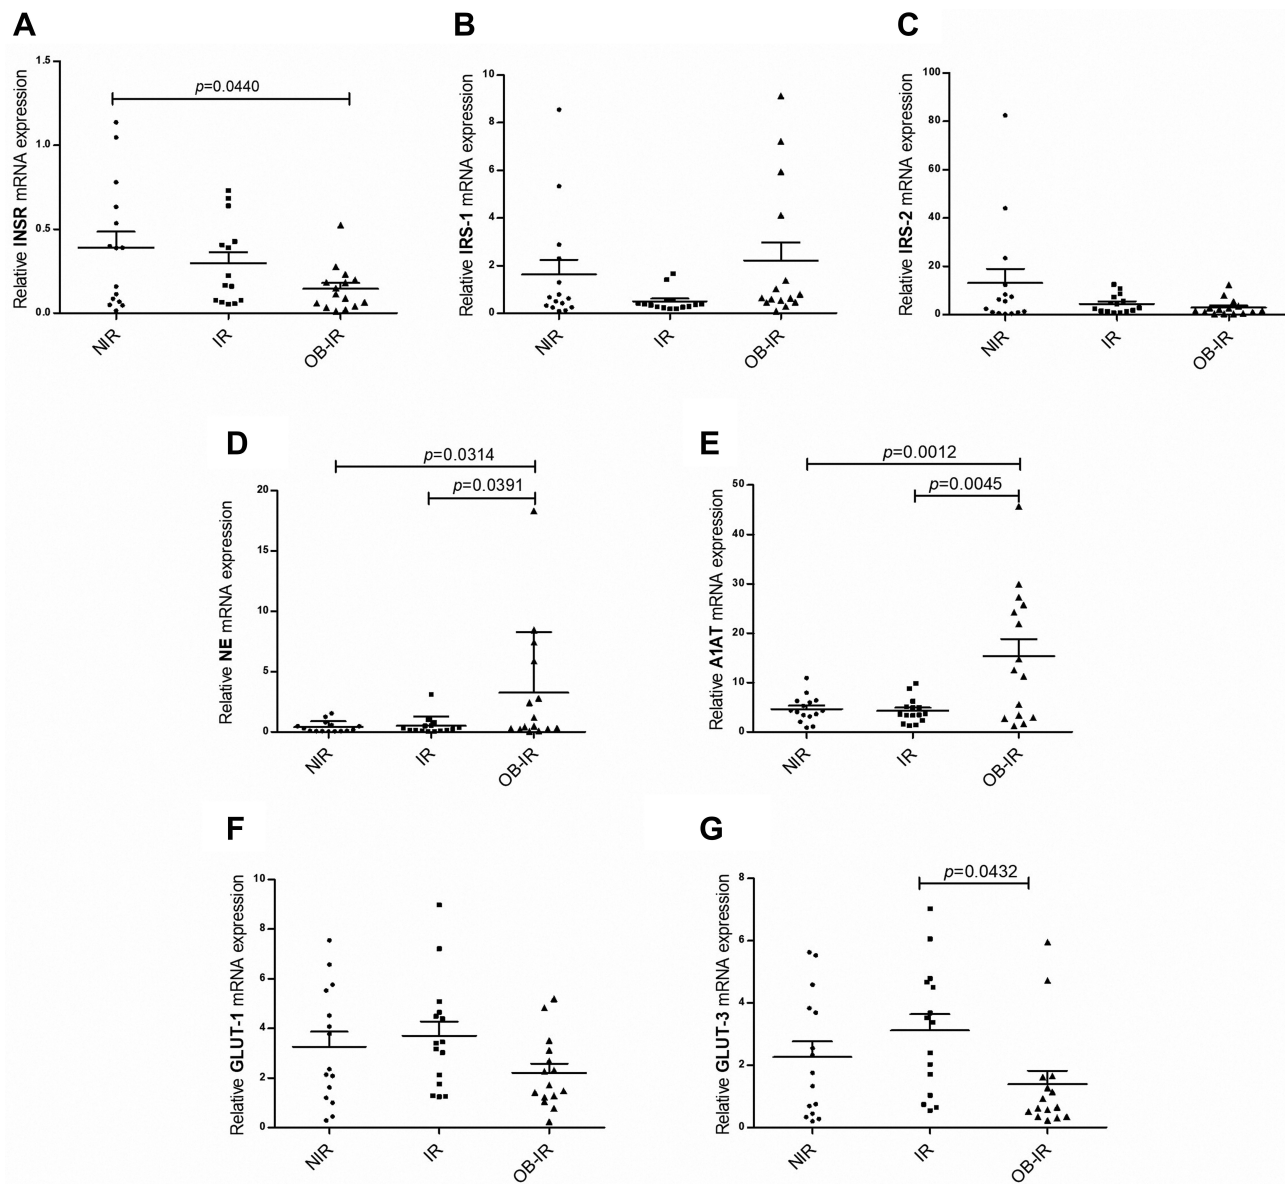 A
B
C
1.5
1.0
0.5
0.0
Relative INSR mRNA expression
p=0.0440
NIR
IR
OB-IR
10
8
6
4
2
0
Relative IRS-1 mRNA expression
NIR
IR
OB-IR
100
80
60
40
20
0
Relative IRS-2 mRNA expression
NIR
IR
OB-IR
D
E
p=0.0314
p=0.0391
20
15
10
5
0
Relative NE mRNA expression
NIR
IR
OB-IR
p=0.0012
p=0.0045
50
40
30
20
10
0
Relative A1AT mRNA expression
NIR
IR
OB-IR
F
G
10
8
6
4
2
0
Relative GLUT-1 mRNA expression
NIR
IR
OB-IR
p=0.0432
8
6
4
2
0
Relative GLUT-3 mRNA expression
NIR
IR
OB-IR